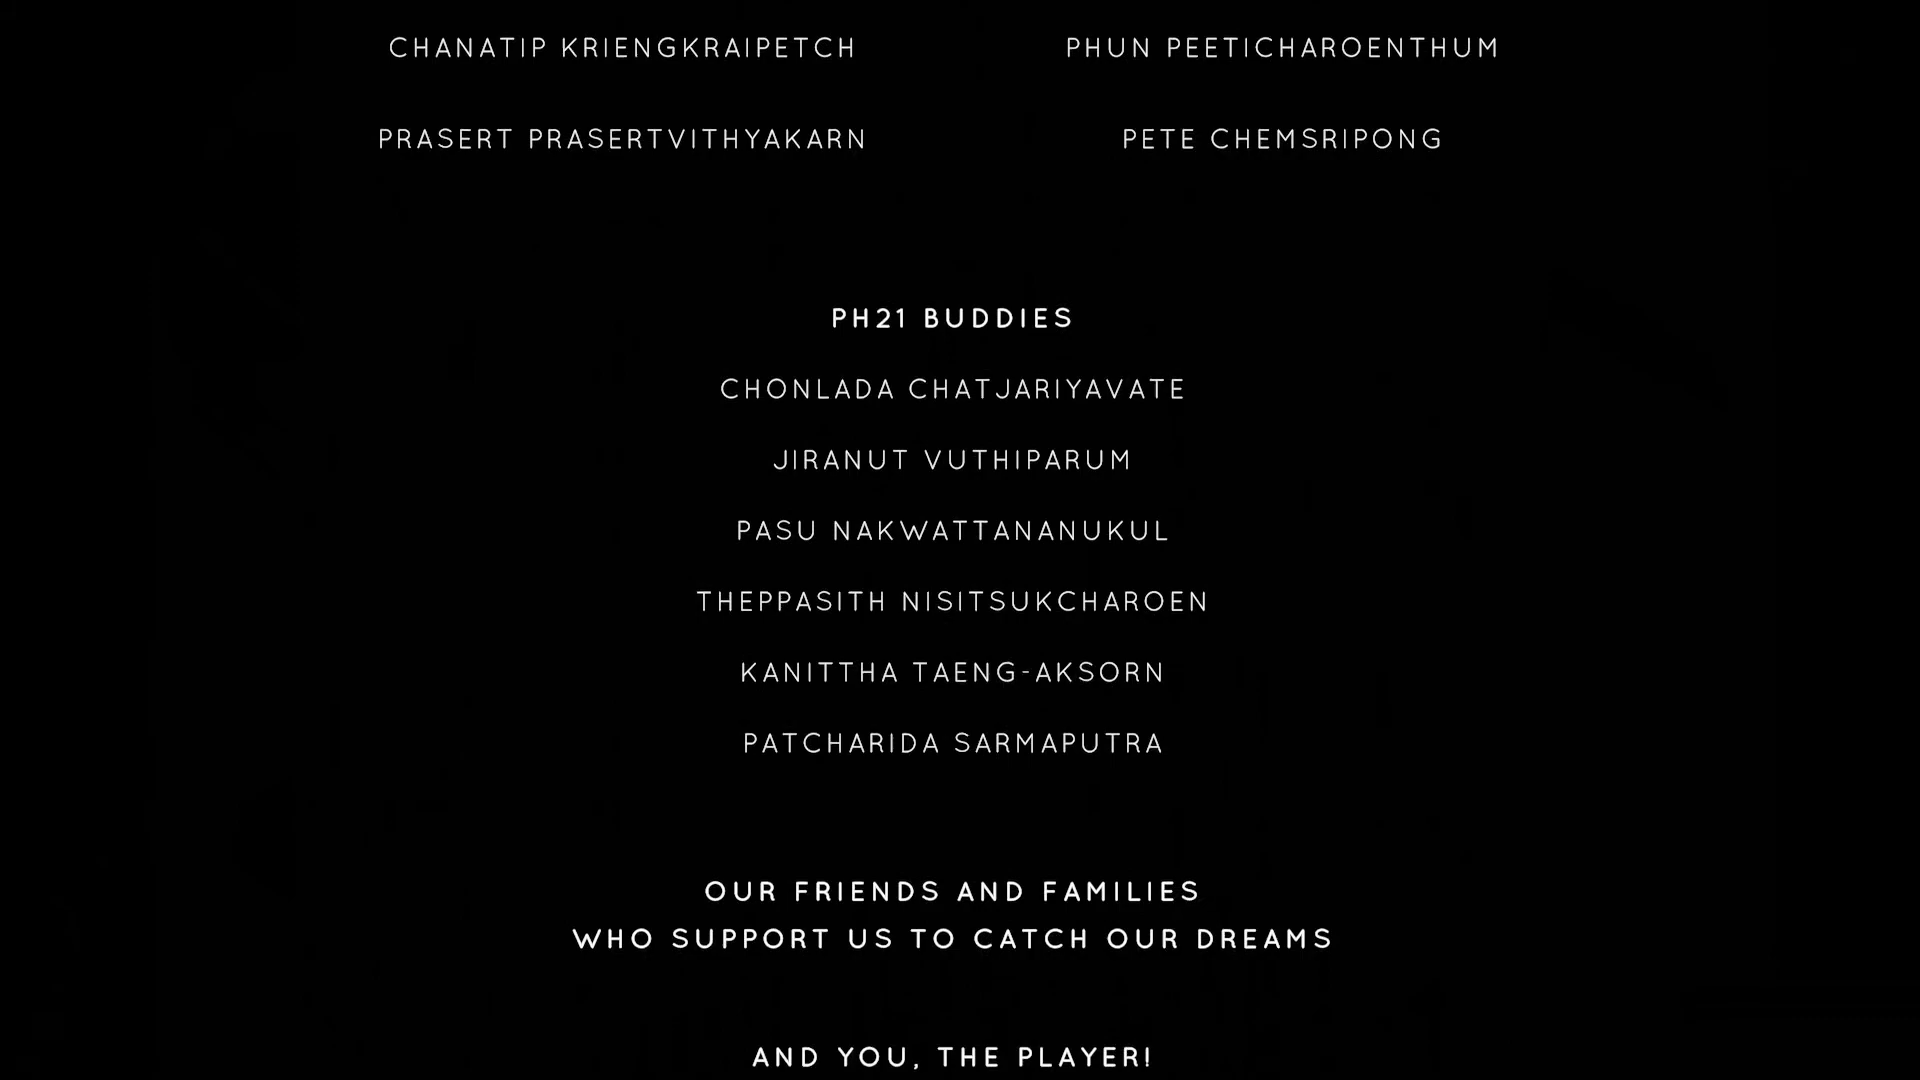 CHANATIP KRIENGKRAIPETCH
PHUN PEETICHAROENTHUM
PRASERT PRASERTVITHYAKARN
PETE CHEMSRIPONG
PH21 BUDDIES
CHONLADA CHATJARIYAVATE
JIRANUT VUTHIPARUM
PASU NAKWATTANANUKUL
THEPPASITH NISITSUKCHAROEN
KANITTHA TAENG-AKSORN
PATCHARIDA SARMAPUTRA
OUR FRIENDS AND FAMILIES
WHO SUPPORT US TO CATCH OUR DREAMS
AND YOU, THE PLAYER!